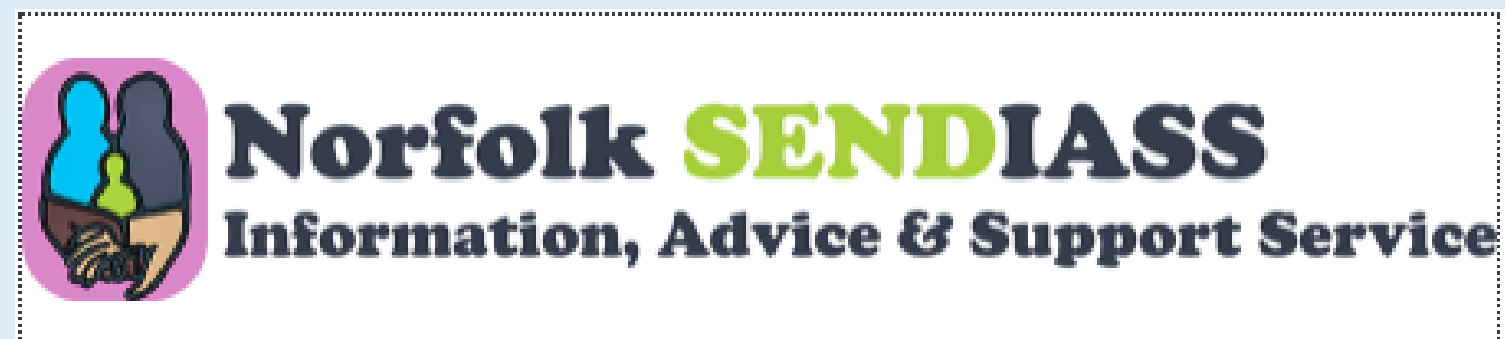 Norfolk SENDIASS
Information, Advice & Support Service